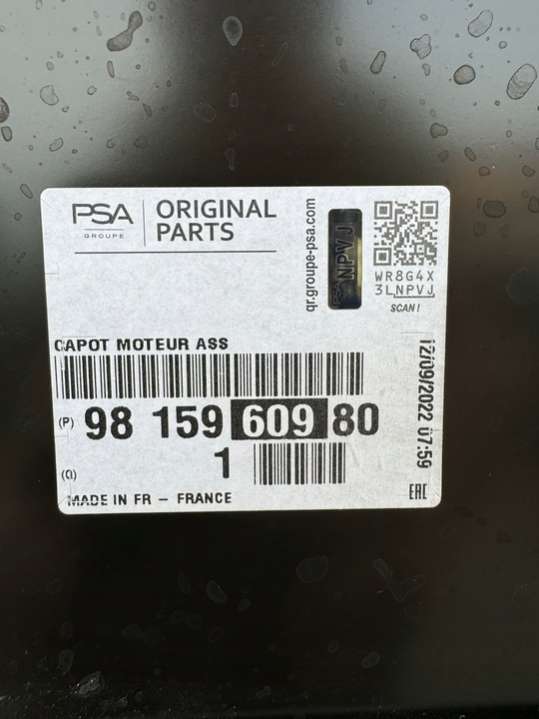 PSA
GROUPE
ORIGINAL
PARTS
qr.groupe-psa.com
NPVJ
WR8G4X
3LNPVJ
SCAN!
CAPOT MOTEUR ASS
(P) 98 159 609 80
(Q) 1
MADE IN FR - FRANCE
12/09/2022 07:59
EAC